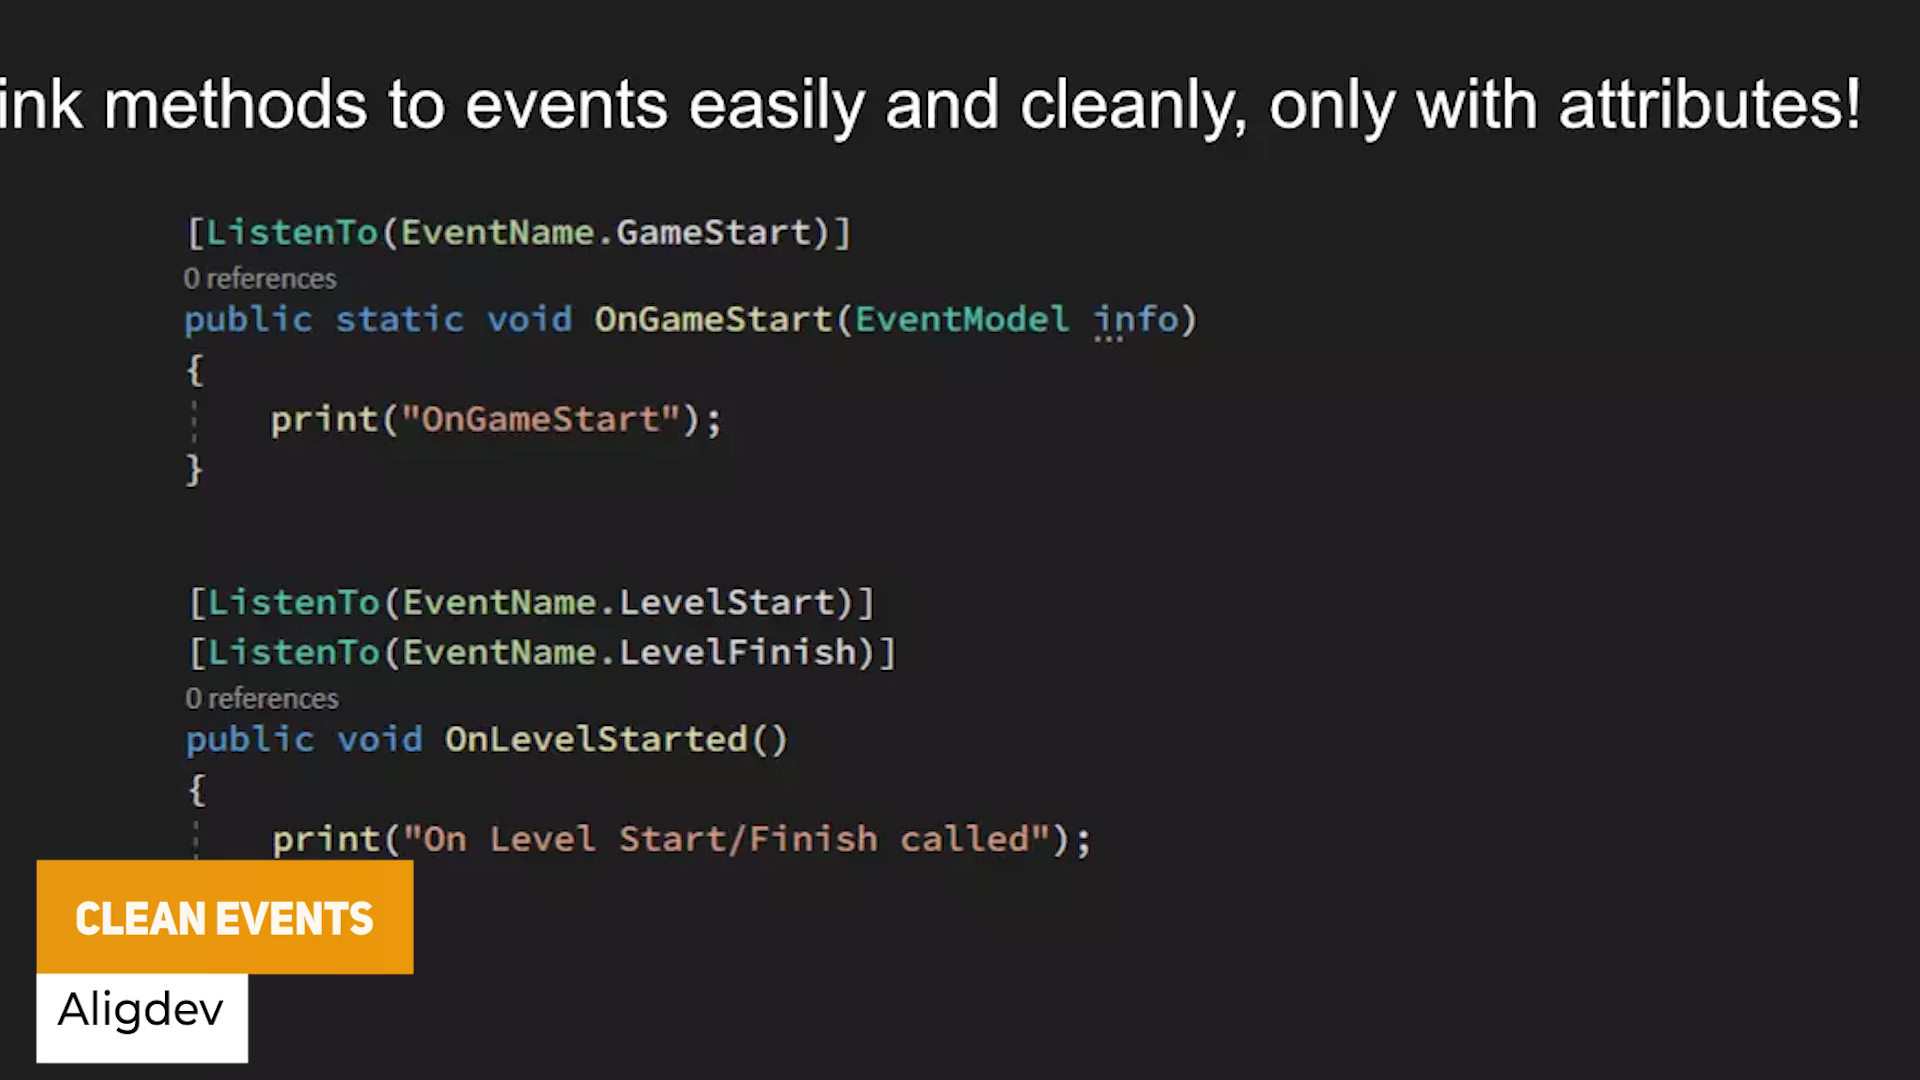 ink methods to events easily and cleanly, only with attributes!
[ListenTo(EventName.GameStart)]
0 references
public static void OnGameStart(EventModel info)
{
print("OnGameStart");
}
[ListenTo(EventName.LevelStart)]
[ListenTo(EventName.LevelFinish)]
0 references
public void OnLevelStarted()
{
print("On Level Start/Finish called");
CLEAN EVENTS
Aligdev